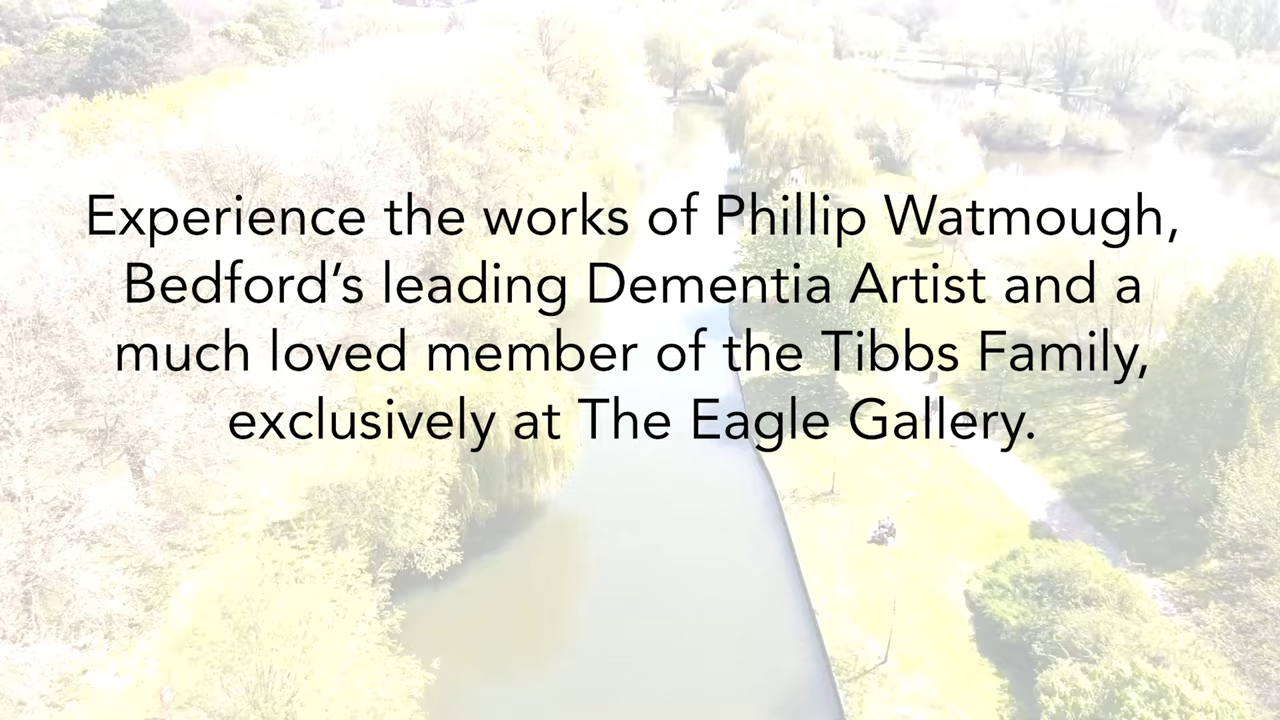 Experience the works of Phillip Watmough,
Bedford’s leading Dementia Artist and a
much loved member of the Tibbs Family,
exclusively at The Eagle Gallery.